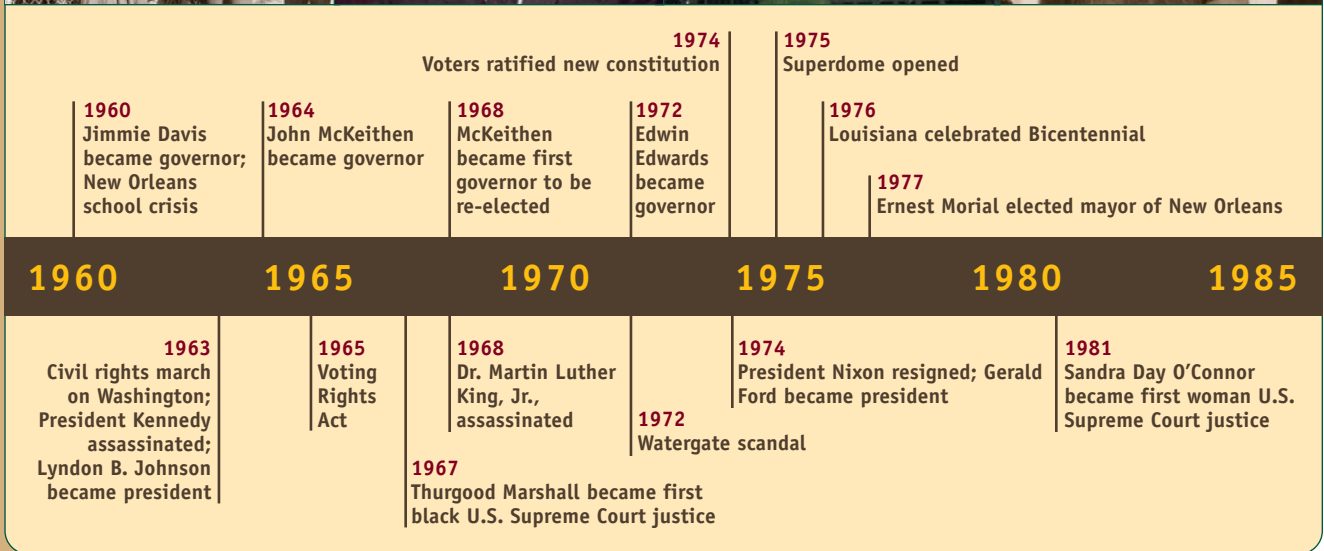 1974
Voters ratified new constitution
1975
Superdome opened
1960
Jimmie Davis
became governor;
New Orleans
school crisis
1964
John McKeithen
became governor
1968
McKeithen
became first
governor to be
re-elected
1972
Edwin
Edwards
became
governor
1976
Louisiana celebrated Bicentennial
1977
Ernest Morial elected mayor of New Orleans
1960 1965 1970 1975 1980 1985
1963
Civil rights march
on Washington;
President Kennedy
assassinated;
Lyndon B. Johnson
became president
1965
Voting
Rights
Act
1967
Thurgood Marshall became first
black U.S. Supreme Court justice
1968
Dr. Martin Luther
King, Jr.,
assassinated
1972
Watergate scandal
1974
President Nixon resigned; Gerald
Ford became president
1981
Sandra Day O’Connor
became first woman U.S.
Supreme Court justice